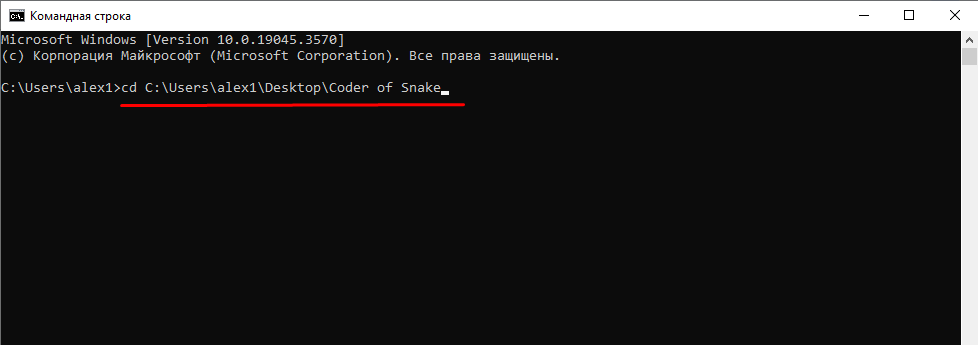 Командная строка
Microsoft Windows [Version 10.0.19045.3570]
(c) Корпорация Майкрософт (Microsoft Corporation). Все права защищены.
C:\Users\alex1>cd C:\Users\alex1\Desktop\Coder of Snake